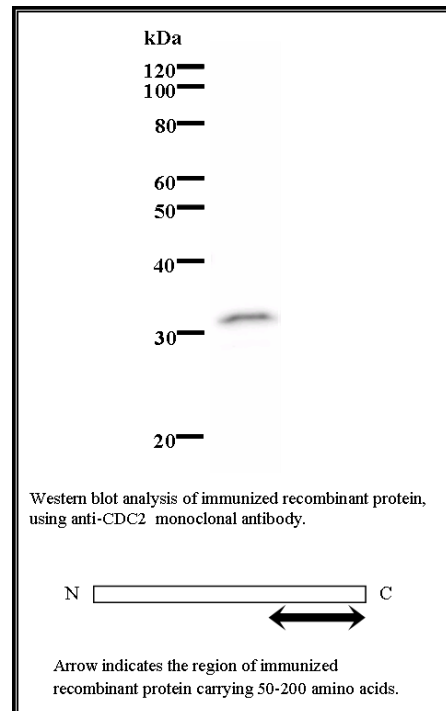 kDa
120
100
80
60
50
40
30
20
Western blot analysis of immunized recombinant protein,
using anti-CDC2 monoclonal antibody.
N C
Arrow indicates the region of immunized
recombinant protein carrying 50-200 amino acids.